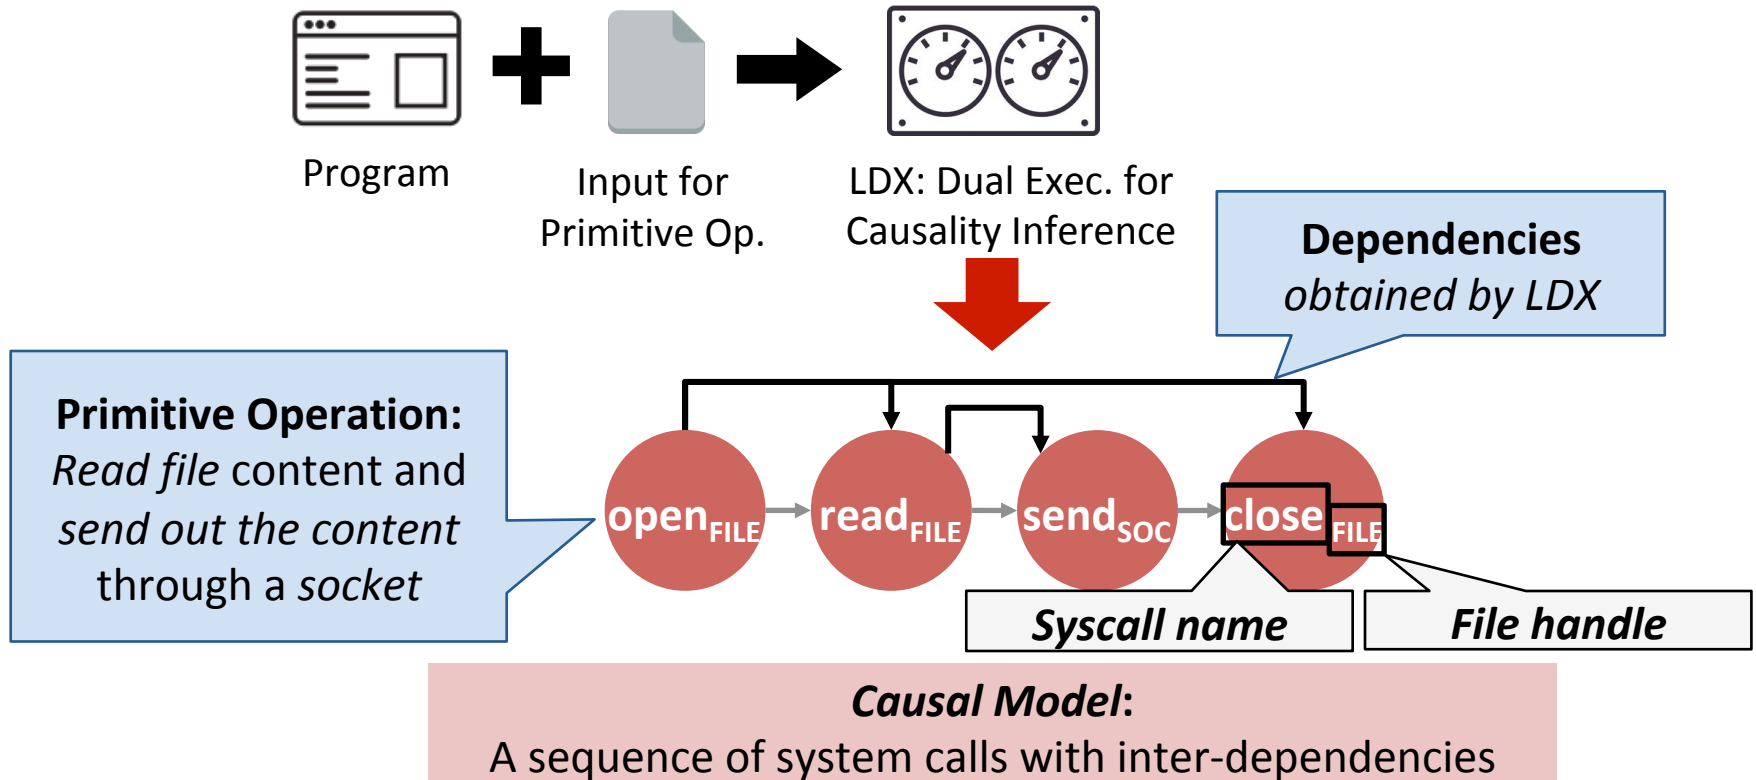 Program
Input for
Primitive Op.
LDX: Dual Exec. for
Causality Inference
Dependencies
obtained by LDX
Primitive Operation:
Read file content and
send out the content
through a socket
openFILE
readFILE
sendSOC
close FILE
Syscall name
File handle
Causal Model:
A sequence of system calls with inter-dependencies